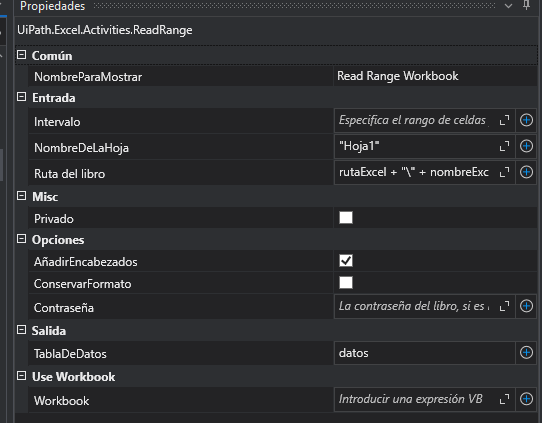 Propiedades
UiPath.Excel.Activities.ReadRange
Común
NombreParaMostrar Read Range Workbook
Entrada
Intervalo Especifica el rango de celdas
NombreDeLaHoja "Hoja1"
Ruta del libro rutaExcel + "\" + nombreExc
Misc
Privado
Opciones
AñadirEncabezados
ConservarFormato
Contraseña La contraseña del libro, si es
Salida
TablaDeDatos datos
Use Workbook
Workbook Introducir una expresión VB